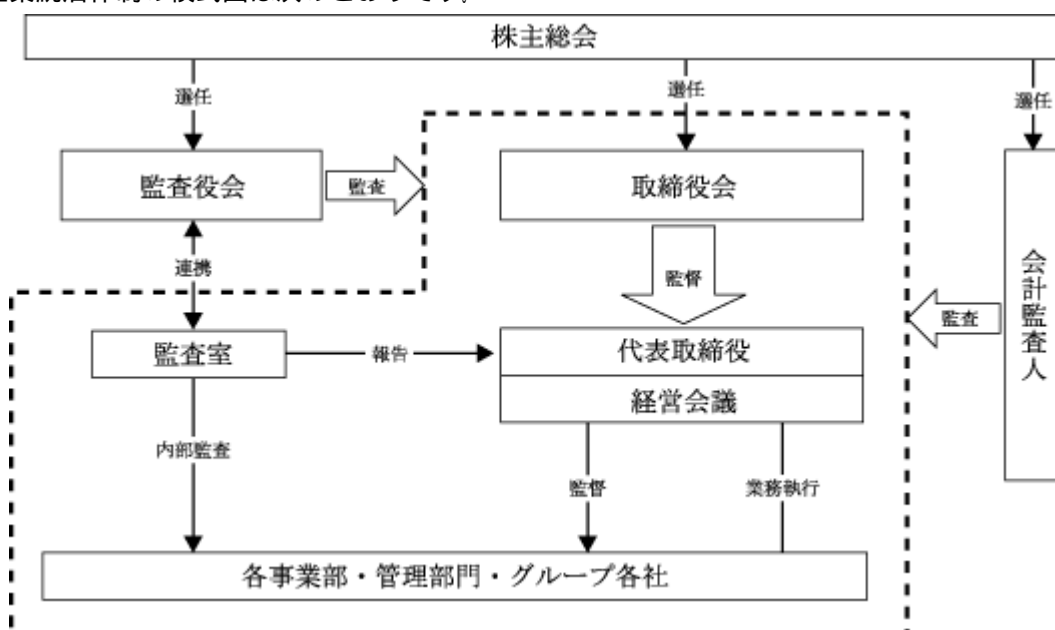 株主総会
選任
選任
選任
監査役会
監査
取締役会
連携
監督
会計監査人
監査
監査室
報告
代表取締役
経営会議
内部監査
監督
業務執行
各事業部・管理部門・グループ各社